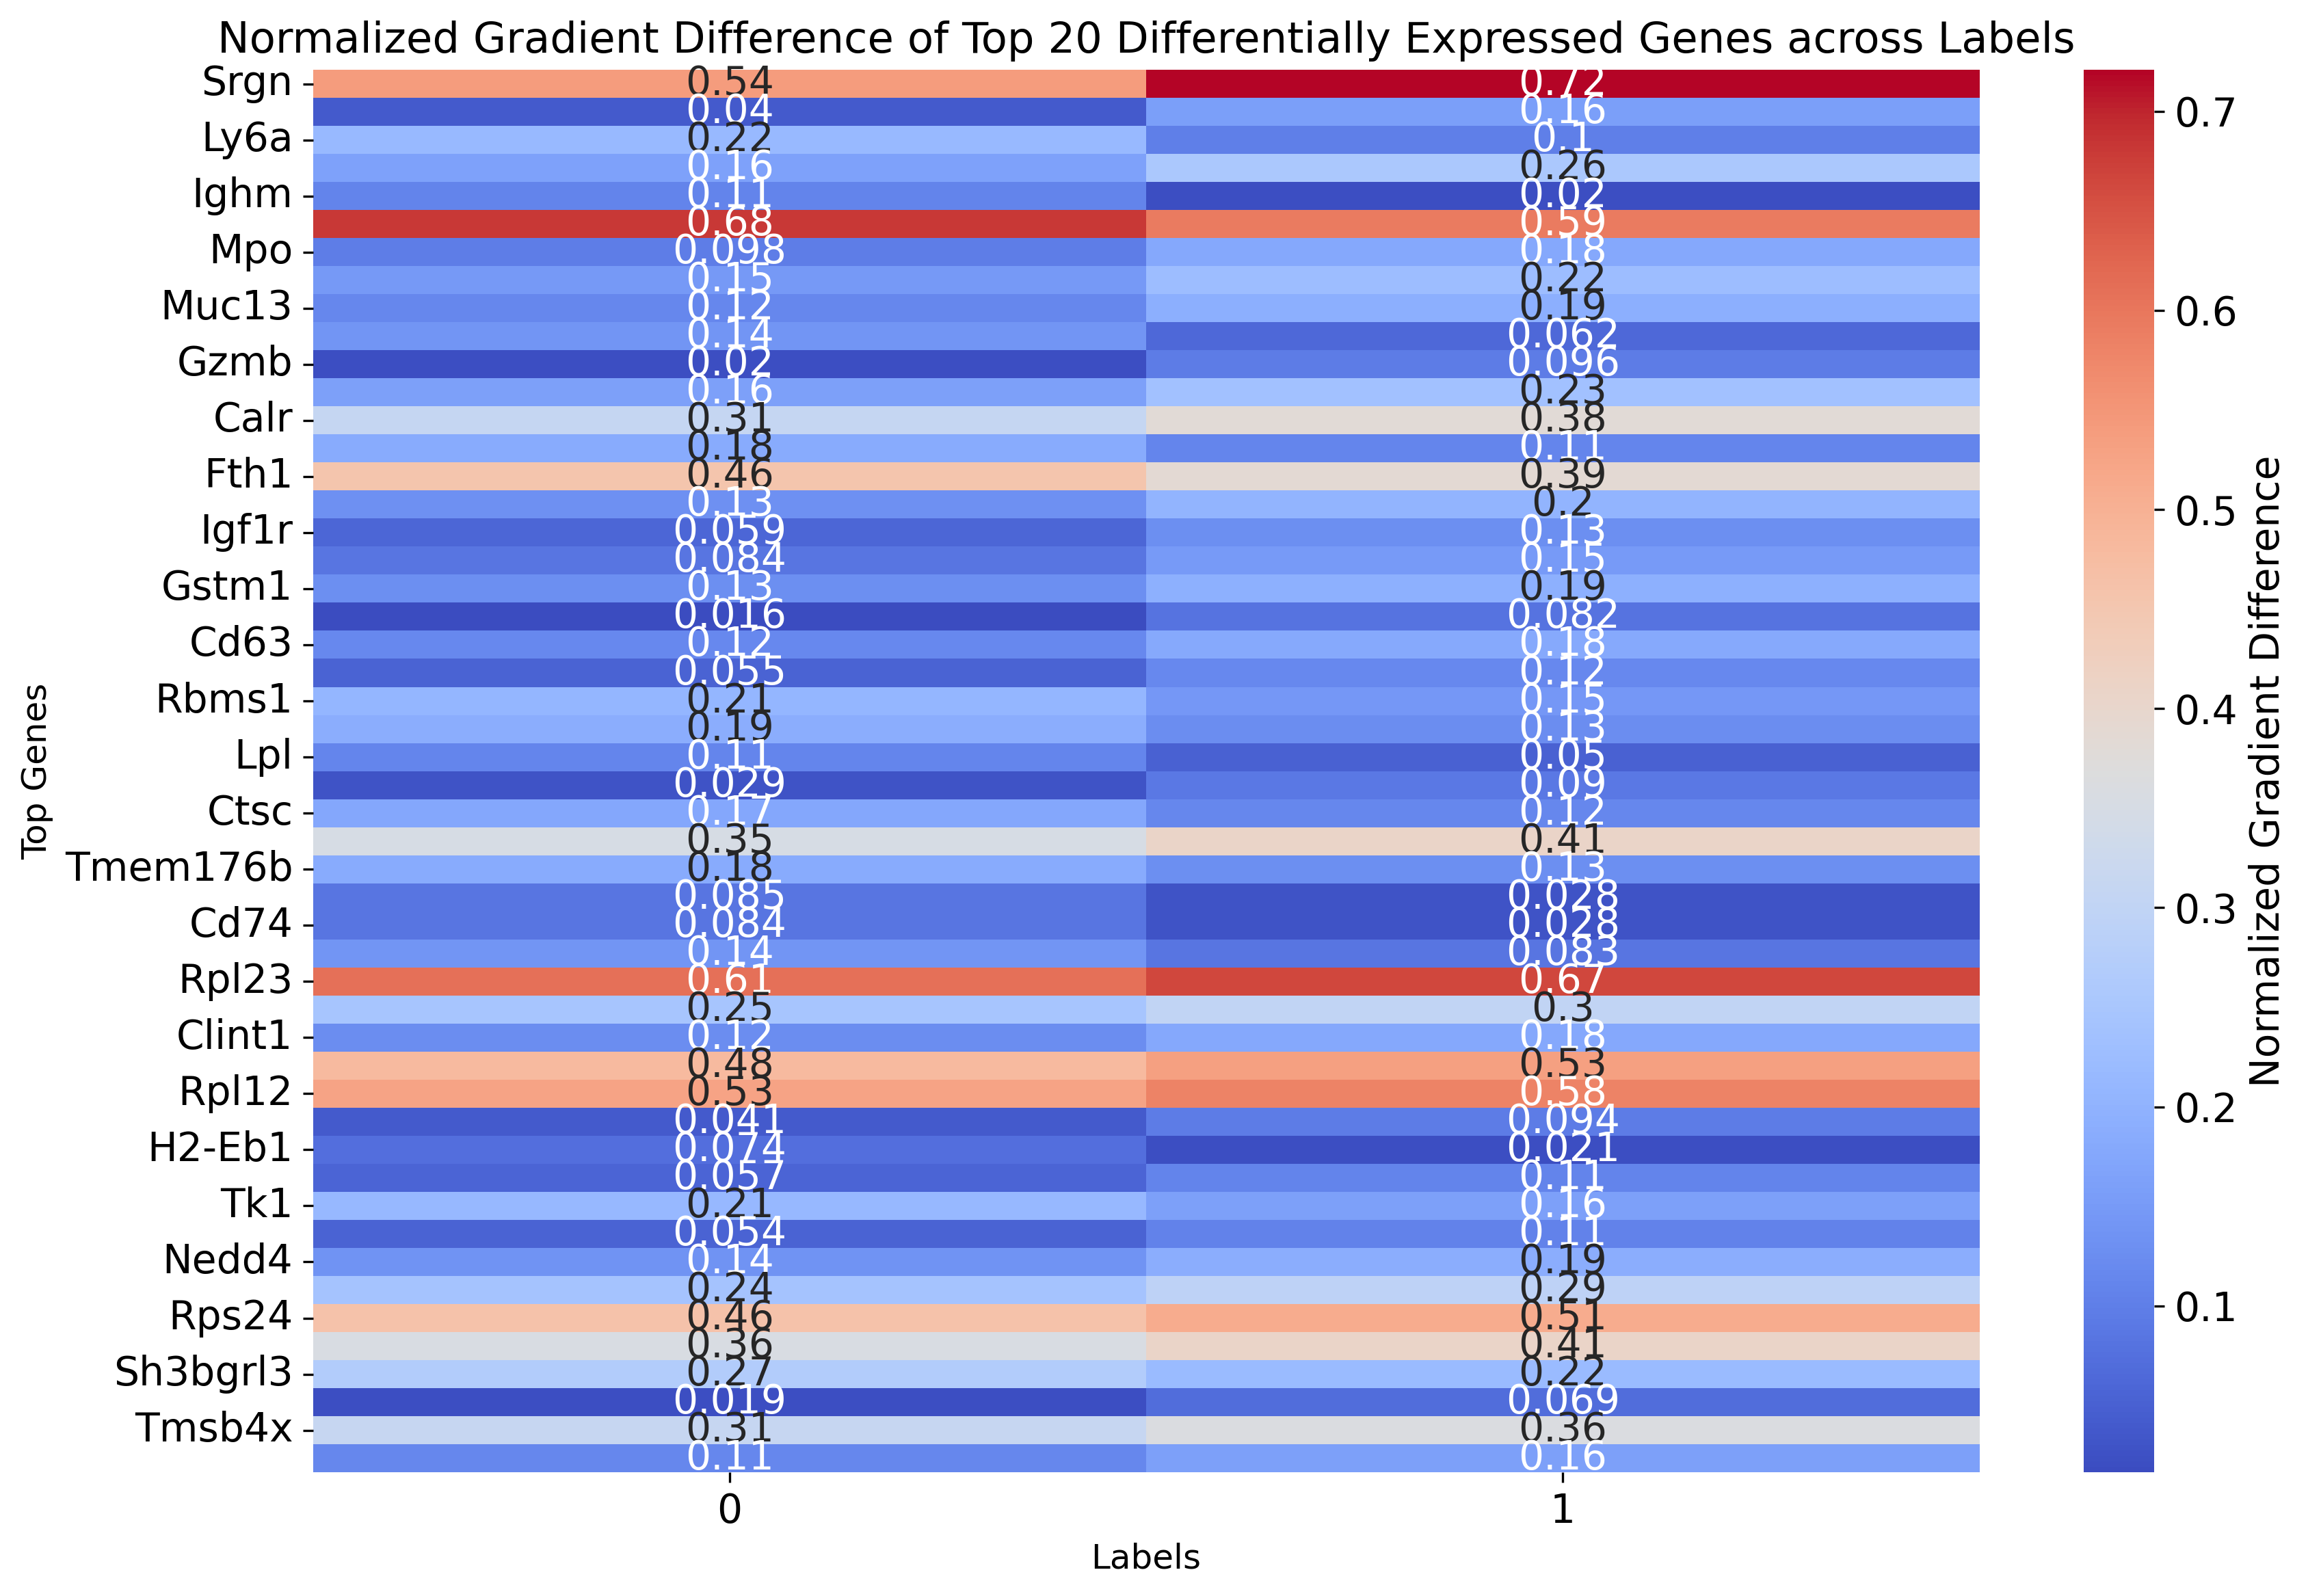 Normalized Gradient Difference of Top 20 Differentially Expressed Genes across Labels
Srgn 0.54 0.72
0.04 0.16
Ly6a 0.22 0.1
0.16 0.26
Ighm 0.11 0.02
0.68 0.59
Mpo 0.098 0.18
0.15 0.22
Muc13 0.12 0.19
0.14 0.062
Gzmb 0.02 0.096
0.16 0.23
Calr 0.31 0.38
0.18 0.11
Fth1 0.46 0.39
0.13 0.2
Igf1r 0.059 0.13
0.084 0.15
Gstm1 0.13 0.19
0.016 0.082
Cd63 0.12 0.18
0.055 0.12
Rbms1 0.21 0.15
0.19 0.13
Lpl 0.11 0.05
0.029 0.09
Ctsc 0.17 0.12
0.35 0.41
Tmem176b 0.18 0.13
0.085 0.028
Cd74 0.084 0.028
0.14 0.083
Rpl23 0.61 0.67
0.25 0.3
Clint1 0.12 0.18
0.48 0.53
Rpl12 0.53 0.58
0.041 0.094
H2-Eb1 0.074 0.021
0.057 0.11
Tk1 0.21 0.16
0.054 0.11
Nedd4 0.14 0.19
0.24 0.29
Rps24 0.46 0.51
0.36 0.41
Sh3bgrl3 0.27 0.22
0.019 0.069
Tmsb4x 0.31 0.36
0.11 0.16
0 1
Labels
Top Genes
0.7
0.6
0.5
0.4
0.3
0.2
0.1
Normalized Gradient Difference